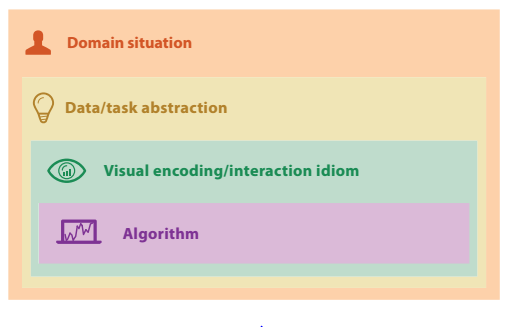 Domain situation
Data/task abstraction
Visual encoding/interaction idiom
Algorithm